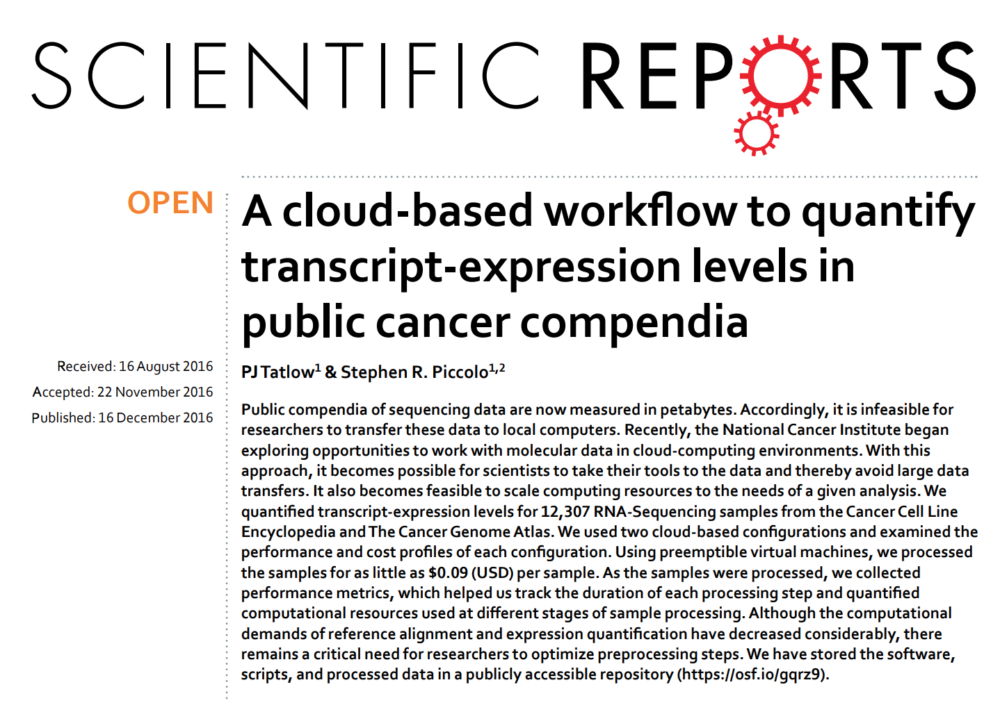 SCIENTIFIC REPORTS
OPEN
A cloud-based workflow to quantify
transcript-expression levels in
public cancer compendia
Received: 16 August 2016
Accepted: 22 November 2016
Published: 16 December 2016
PJ Tatlow1 & Stephen R. Piccolo1,2
Public compendia of sequencing data are now measured in petabytes. Accordingly, it is infeasible for
researchers to transfer these data to local computers. Recently, the National Cancer Institute began
exploring opportunities to work with molecular data in cloud-computing environments. With this
approach, it becomes possible for scientists to take their tools to the data and thereby avoid large data
transfers. It also becomes feasible to scale computing resources to the needs of a given analysis. We
quantified transcript-expression levels for 12,307 RNA-Sequencing samples from the Cancer Cell Line
Encyclopedia and The Cancer Genome Atlas. We used two cloud-based configurations and examined the
performance and cost profiles of each configuration. Using preemptible virtual machines, we processed
the samples for as little as $0.09 (USD) per sample. As the samples were processed, we collected
performance metrics, which helped us track the duration of each processing step and quantified
computational resources used at different stages of sample processing. Although the computational
demands of reference alignment and expression quantification have decreased considerably, there
remains a critical need for researchers to optimize preprocessing steps. We have stored the software,
scripts, and processed data in a publicly accessible repository (https://osf.io/gqrz9).